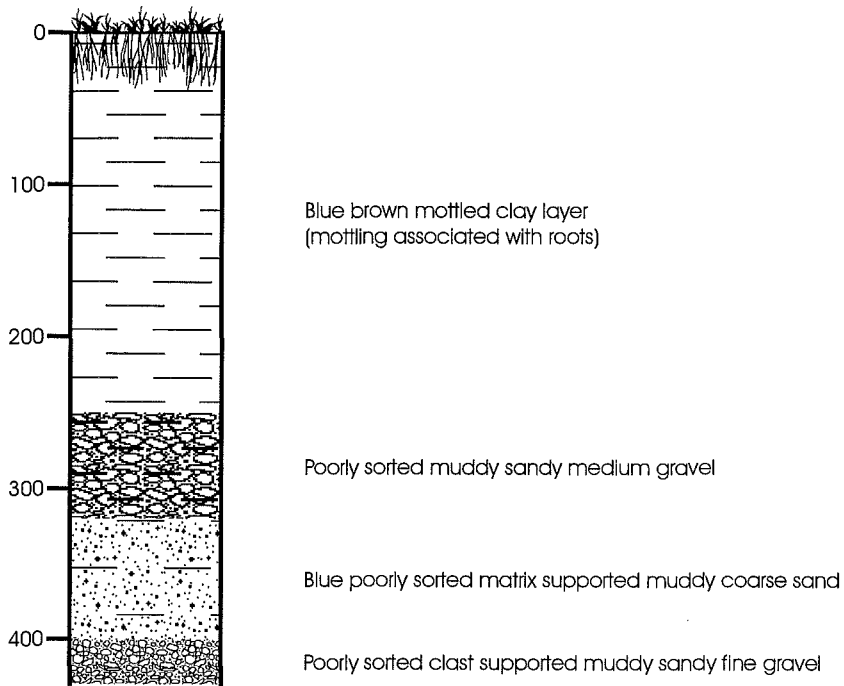 0
100
Blue brown mottled clay layer
(mottling associated with roots)
200
Poorly sorted muddy sandy medium gravel
300
Blue poorly sorted matrix supported muddy coarse sand
400
Poorly sorted clast supported muddy sandy fine gravel